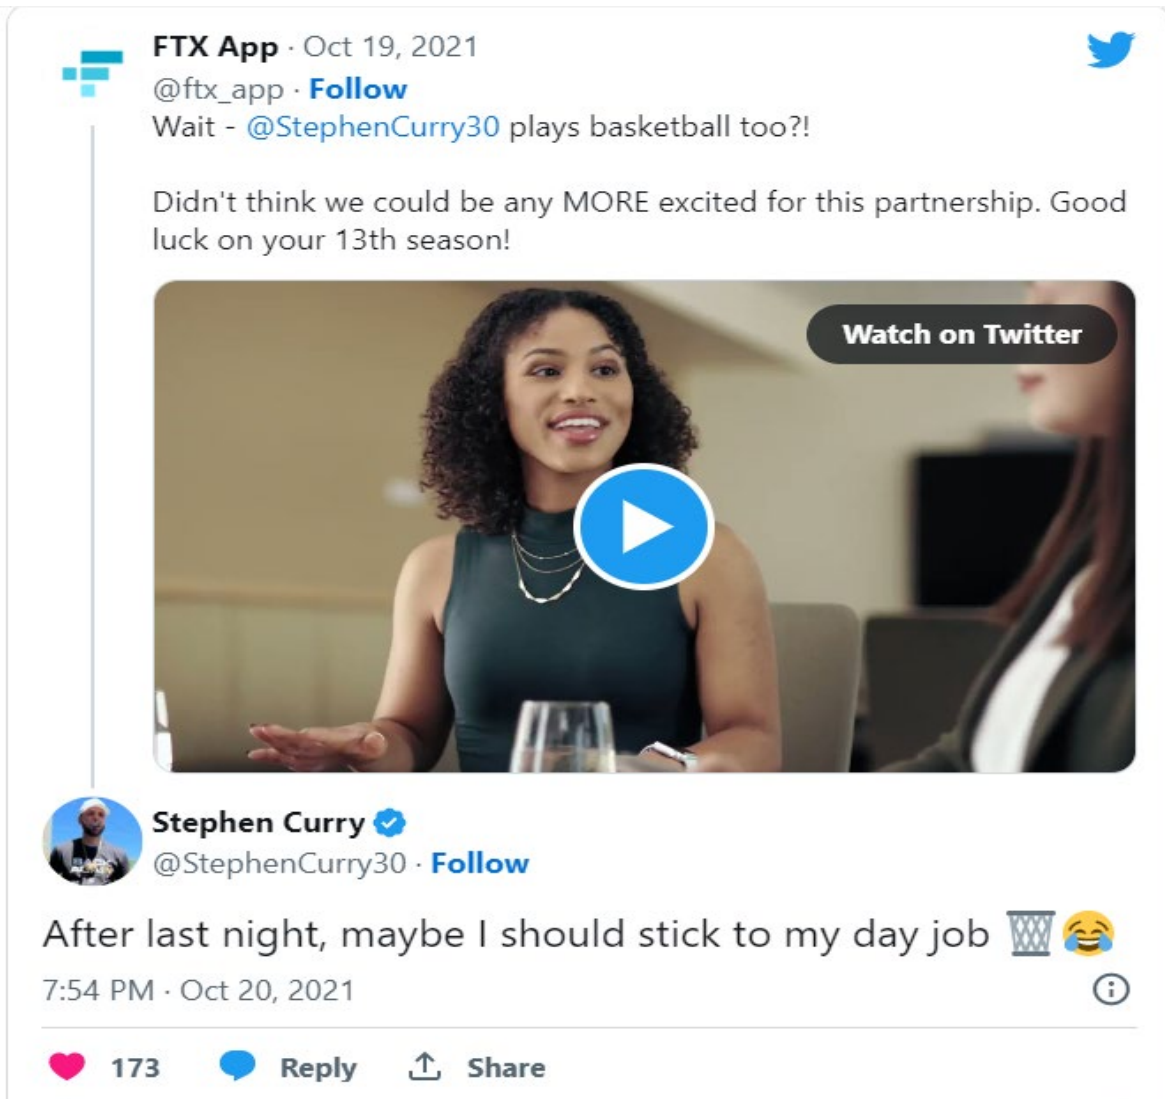 FTX App · Oct 19, 2021
@ftx_app · Follow
Wait - @StephenCurry30 plays basketball too?!
Didn't think we could be any MORE excited for this partnership. Good
luck on your 13th season!
Watch on Twitter
Stephen Curry
@StephenCurry30 · Follow
After last night, maybe I should stick to my day job 🗑️😂
7:54 PM · Oct 20, 2021
173 Reply Share